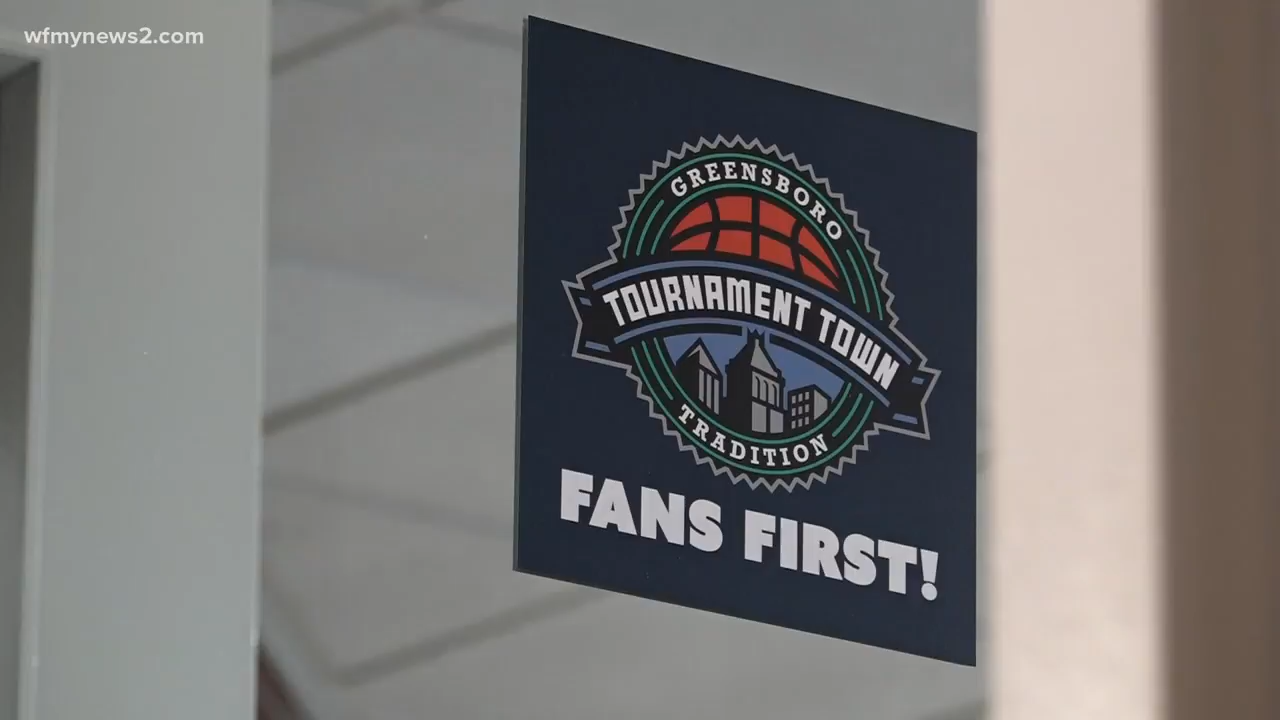 wfmynews2.com
GREENSBORO
TOURNAMENT TOWN
TRADITION
FANS FIRST!